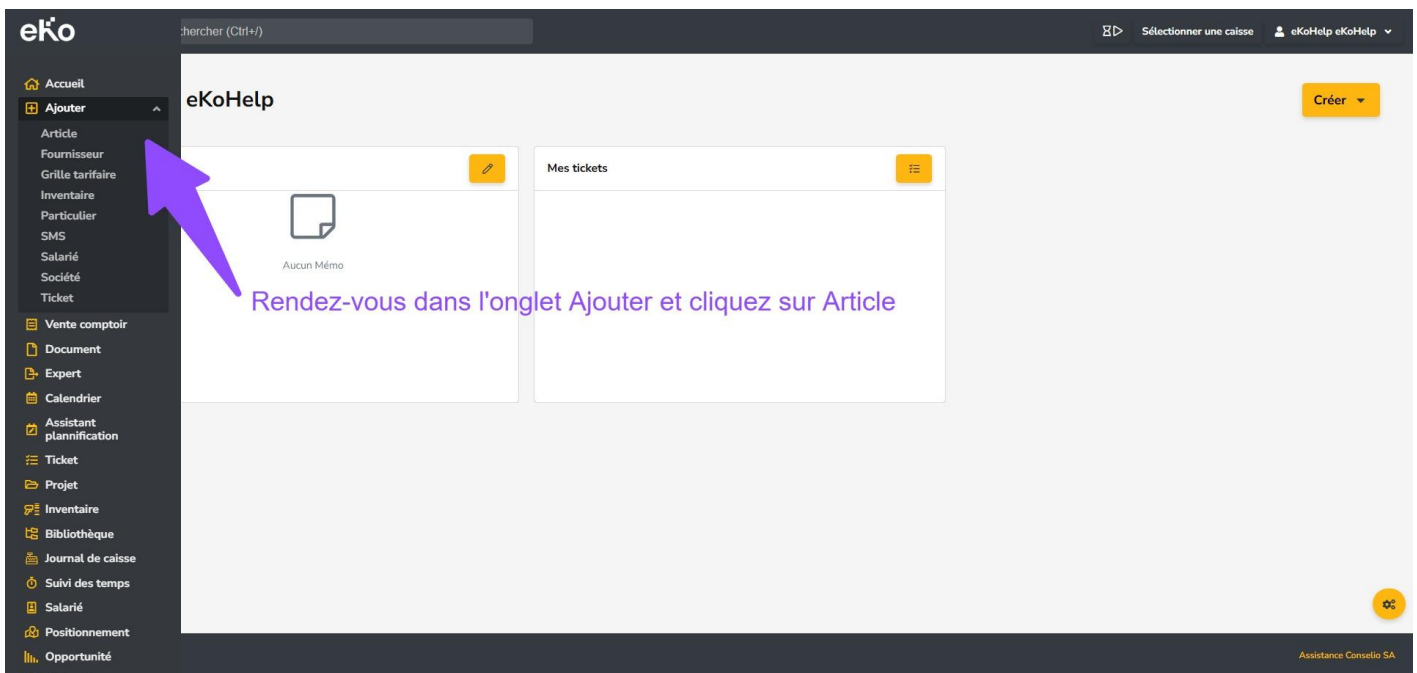 eko
chercher (Ctrl+/)
Sélectionner une caisse
eKoHelp eKoHelp
Accueil
Ajouter
Article
Fournisseur
Grille tarifaire
Inventaire
Particulier
SMS
Salarié
Société
Ticket
Vente comptoir
Document
Expert
Calendrier
Assistant
plannification
Ticket
Projet
Inventaire
Bibliothèque
Journal de caisse
Suivi des temps
Salarié
Positionnement
Opportunité
eKoHelp
Créer
Mes tickets
Aucun Mémo
Rendez-vous dans l'onglet Ajouter et cliquez sur Article
Assistance Conselio SA